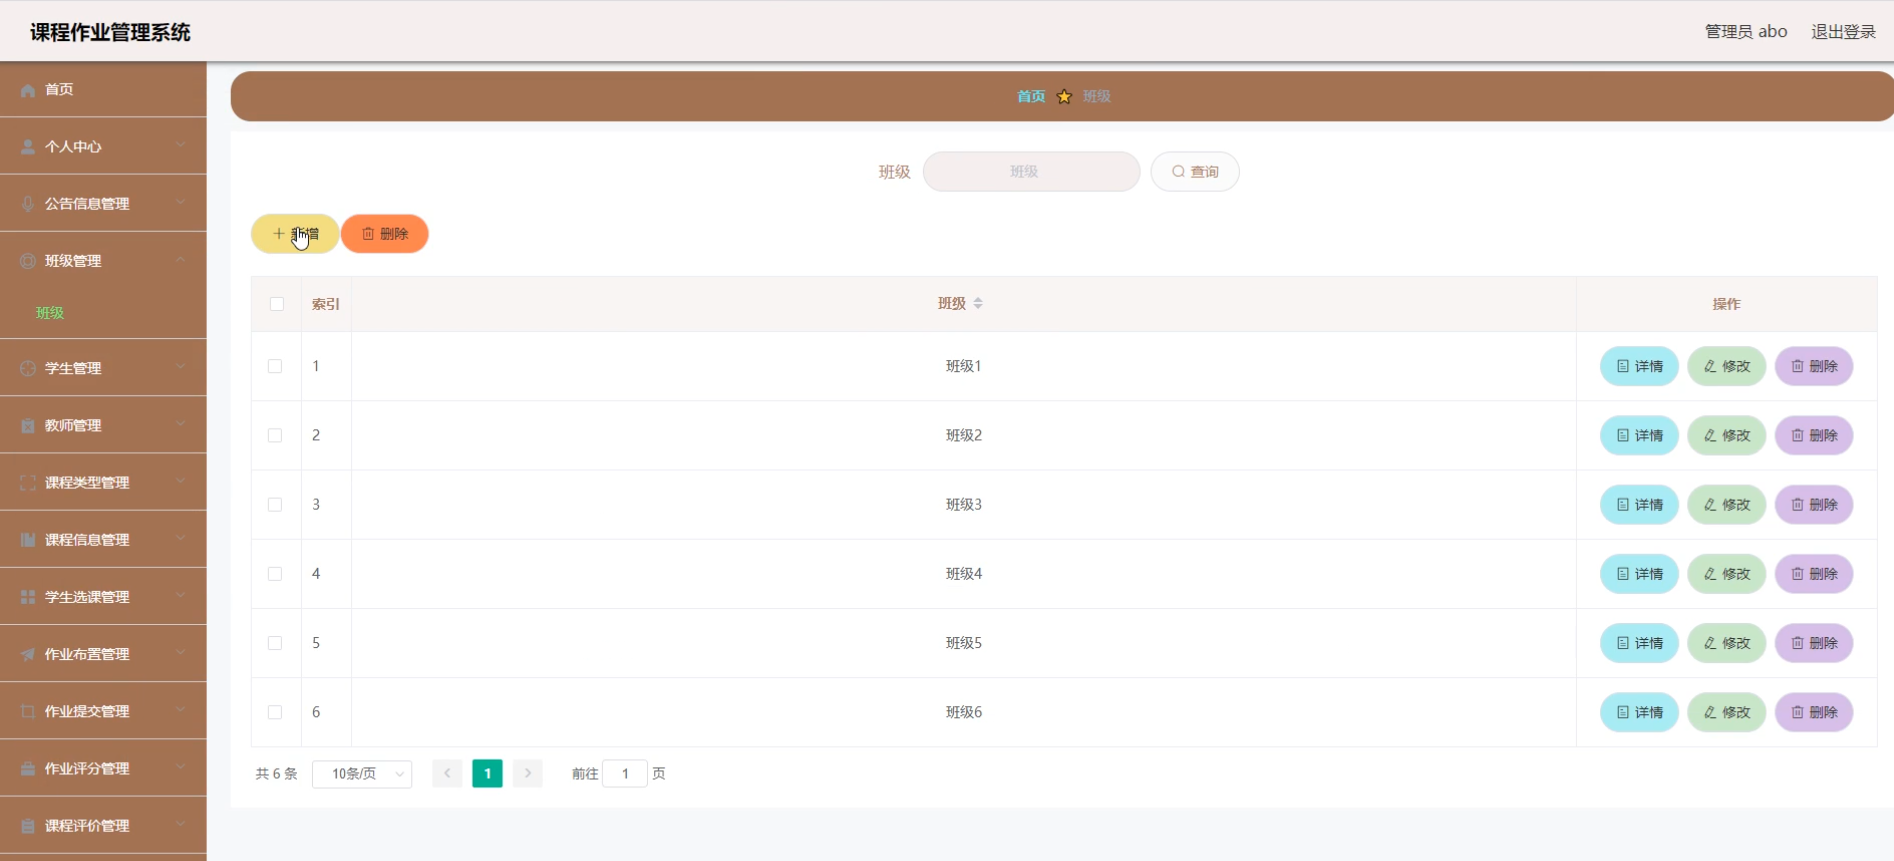 课程作业管理系统
管理员 abo 退出登录
首页
个人中心
公告信息管理
班级管理
班级
学生管理
教师管理
课程类型管理
课程信息管理
学生选课管理
作业布置管理
作业提交管理
作业评分管理
课程评价管理
首页 班级
班级 班级 查询
新增 删除
索引 班级 操作
1 班级1 详情 修改 删除
2 班级2 详情 修改 删除
3 班级3 详情 修改 删除
4 班级4 详情 修改 删除
5 班级5 详情 修改 删除
6 班级6 详情 修改 删除
共 6 条 10条/页 1 前往 1 页